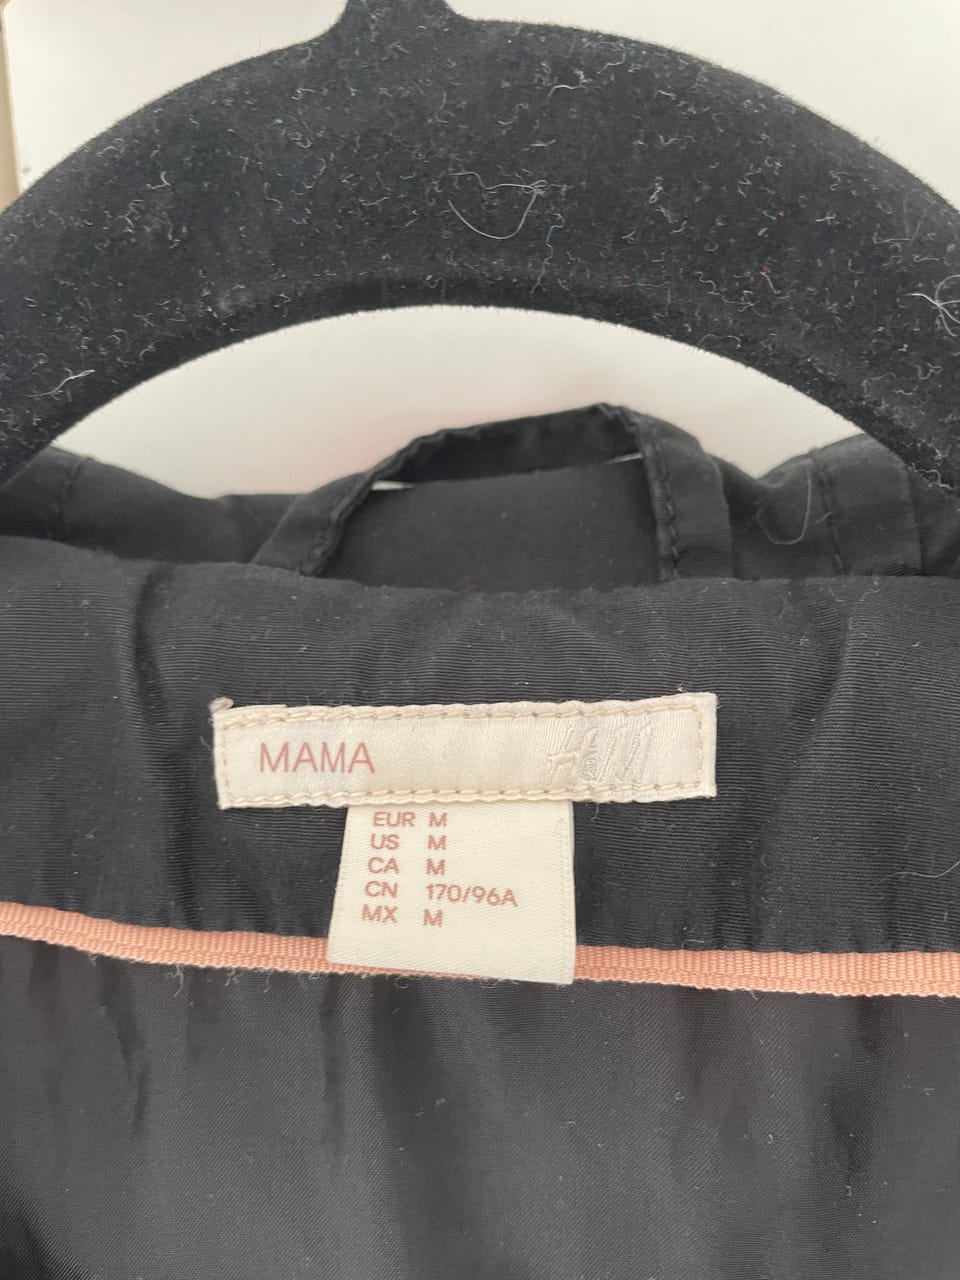 MAMA H&M
EUR M
US M
CA M
CN 170/96A
MX M